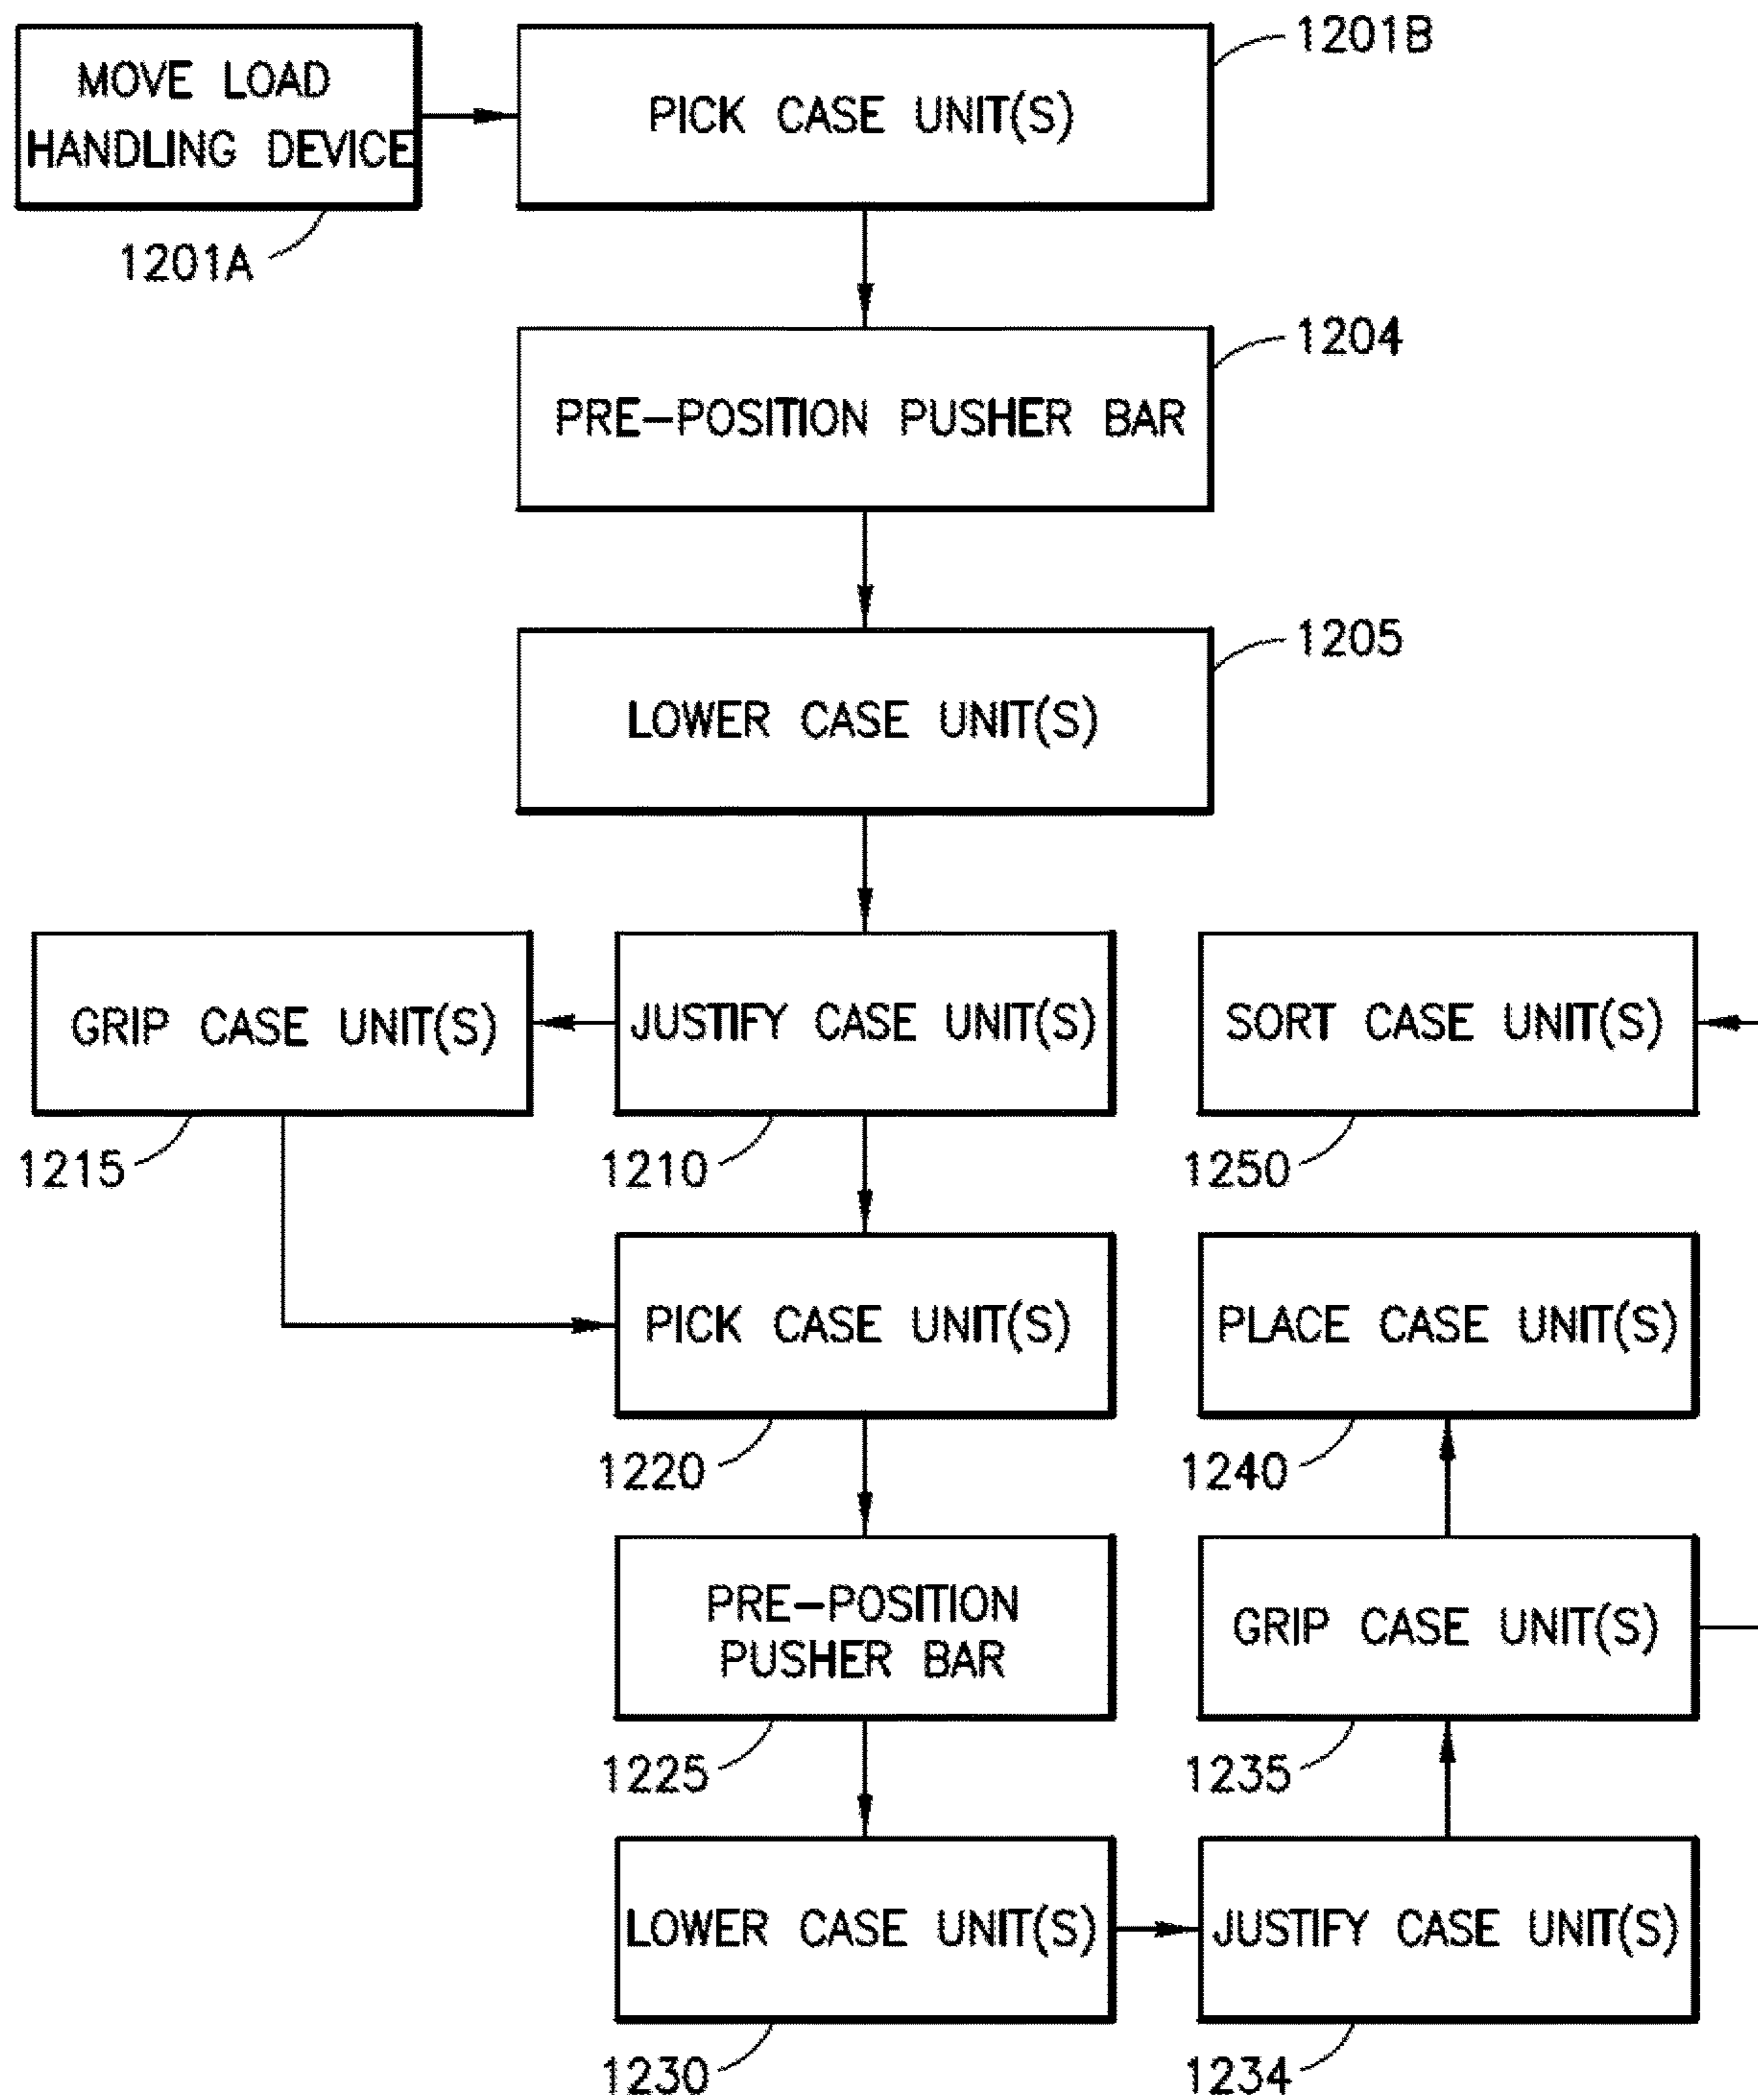 MOVE LOAD
HANDLING DEVICE
1201A
PICK CASE UNIT(S)
1201B
PRE-POSITION PUSHER BAR
1204
LOWER CASE UNIT(S)
1205
GRIP CASE UNIT(S)
1215
JUSTIFY CASE UNIT(S)
1210
SORT CASE UNIT(S)
1250
PICK CASE UNIT(S)
1220
PLACE CASE UNIT(S)
1240
PRE-POSITION
PUSHER BAR
1225
GRIP CASE UNIT(S)
1235
LOWER CASE UNIT(S)
1230
JUSTIFY CASE UNIT(S)
1234